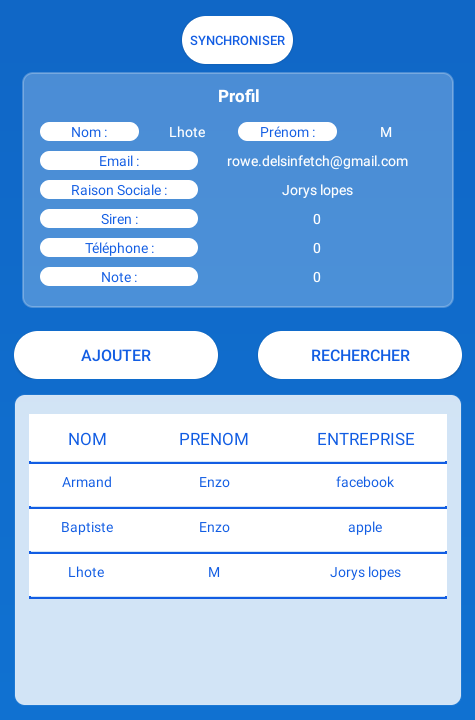 SYNCHRONISER
Profil
Nom : Lhote Prénom : M
Email : rowe.delsinfetch@gmail.com
Raison Sociale : Jorys lopes
Siren : 0
Téléphone : 0
Note : 0
AJOUTER RECHERCHER
NOM PRENOM ENTREPRISE
Armand Enzo facebook
Baptiste Enzo apple
Lhote M Jorys lopes